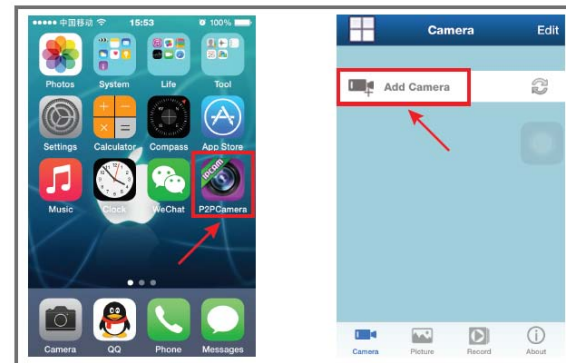 中国移动 15:53 100%
Photos System Life Tool
Settings Calculator Compass App Store
Music Clock WeChat P2PCamera
IPCAM
Camera QQ Phone Messages
Camera Edit
Add Camera
Camera Picture Record About